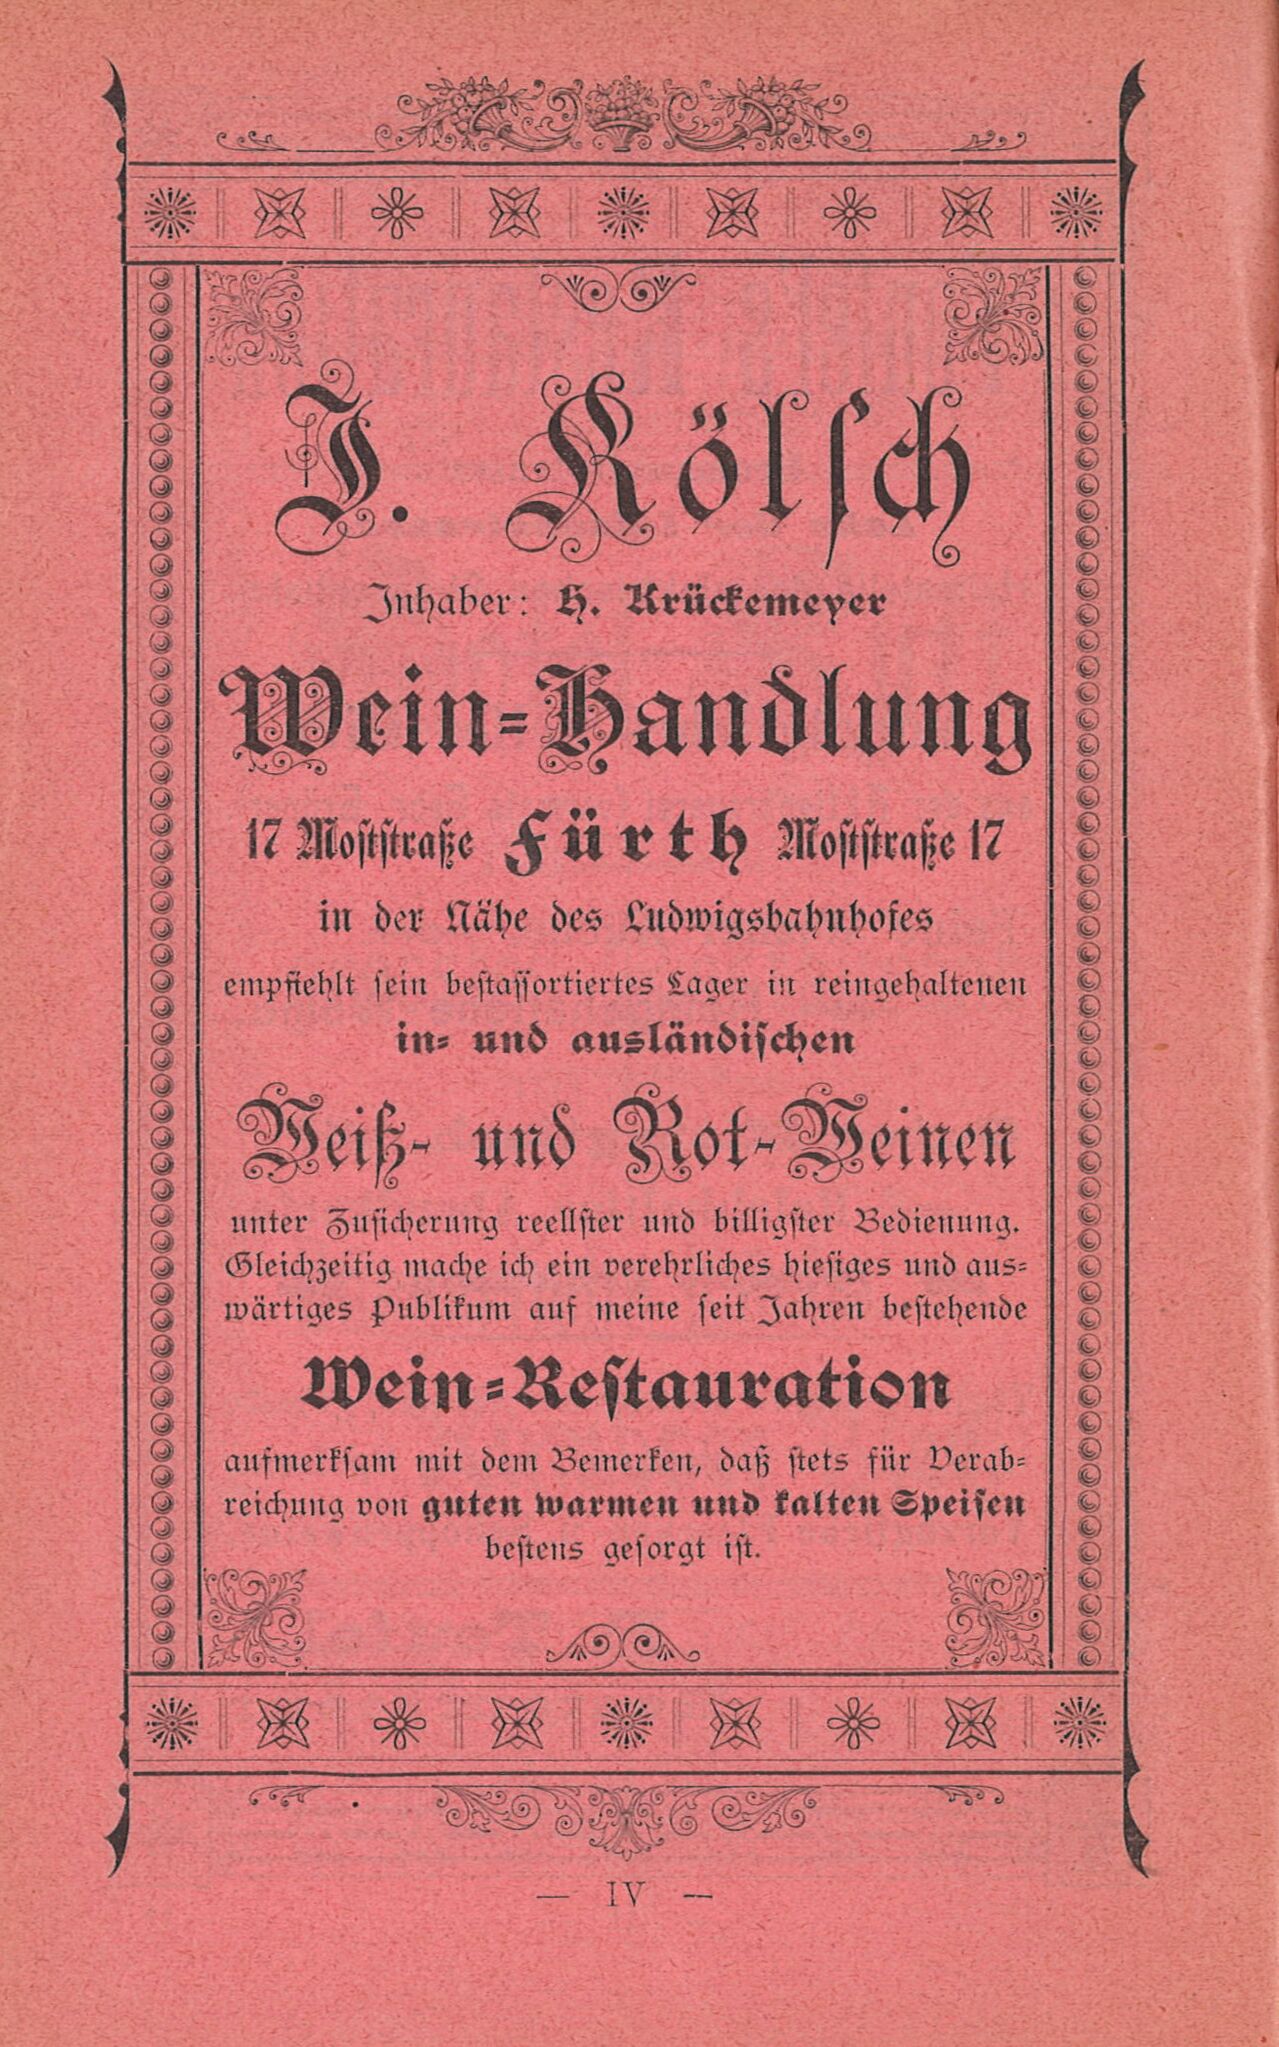 J. Kölsch
Inhaber: H. Krückemeyer
Wein-Handlung
17 Moststraße Fürth Moststraße 17
in der Nähe des Ludwigsbahnhofes
empfiehlt sein bestassortiertes Lager in reingehaltenen
in- und ausländischen
Weiß- und Rot-Weinen
unter Zusicherung reellster und billigster Bedienung.
Gleichzeitig mache ich ein verehrliches hiesiges und aus-
wärtiges Publikum auf meine seit Jahren bestehende
Wein-Restauration
aufmerksam mit dem Bemerken, daß stets für Verab-
reichung von guten warmen und kalten Speisen
bestens gesorgt ist.
— IV —